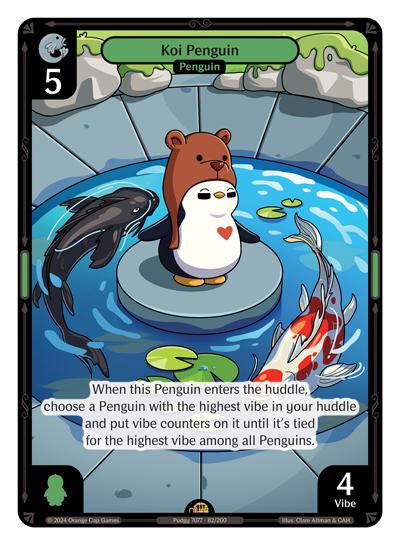 Koi Penguin
Penguin
5
When this Penguin enters the huddle,
choose a Penguin with the highest vibe in your huddle
and put vibe counters on it until it's tied
for the highest vibe among all Penguins.
4
Vibe
© 2024 Orange Cap Games
Pudgy 7077 · 82/200
Illus. Clare Altman & CAH